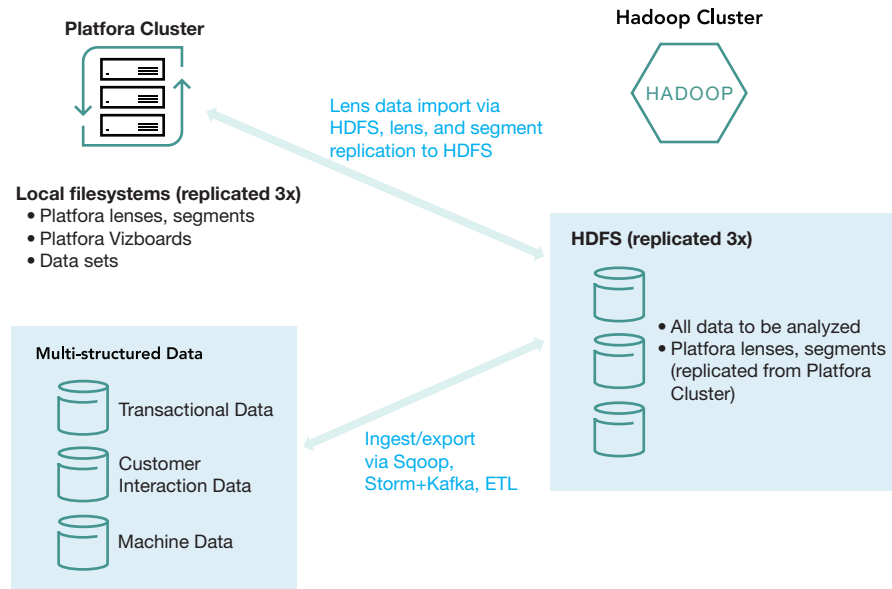 Platfora Cluster
Hadoop Cluster
HADOOP
Lens data import via
HDFS, lens, and segment
replication to HDFS
Local filesystems (replicated 3x)
• Platfora lenses, segments
• Platfora Vizboards
• Data sets
HDFS (replicated 3x)
• All data to be analyzed
• Platfora lenses, segments
(replicated from Platfora
Cluster)
Multi-structured Data
Transactional Data
Customer
Interaction Data
Machine Data
Ingest/export
via Sqoop,
Storm+Kafka, ETL